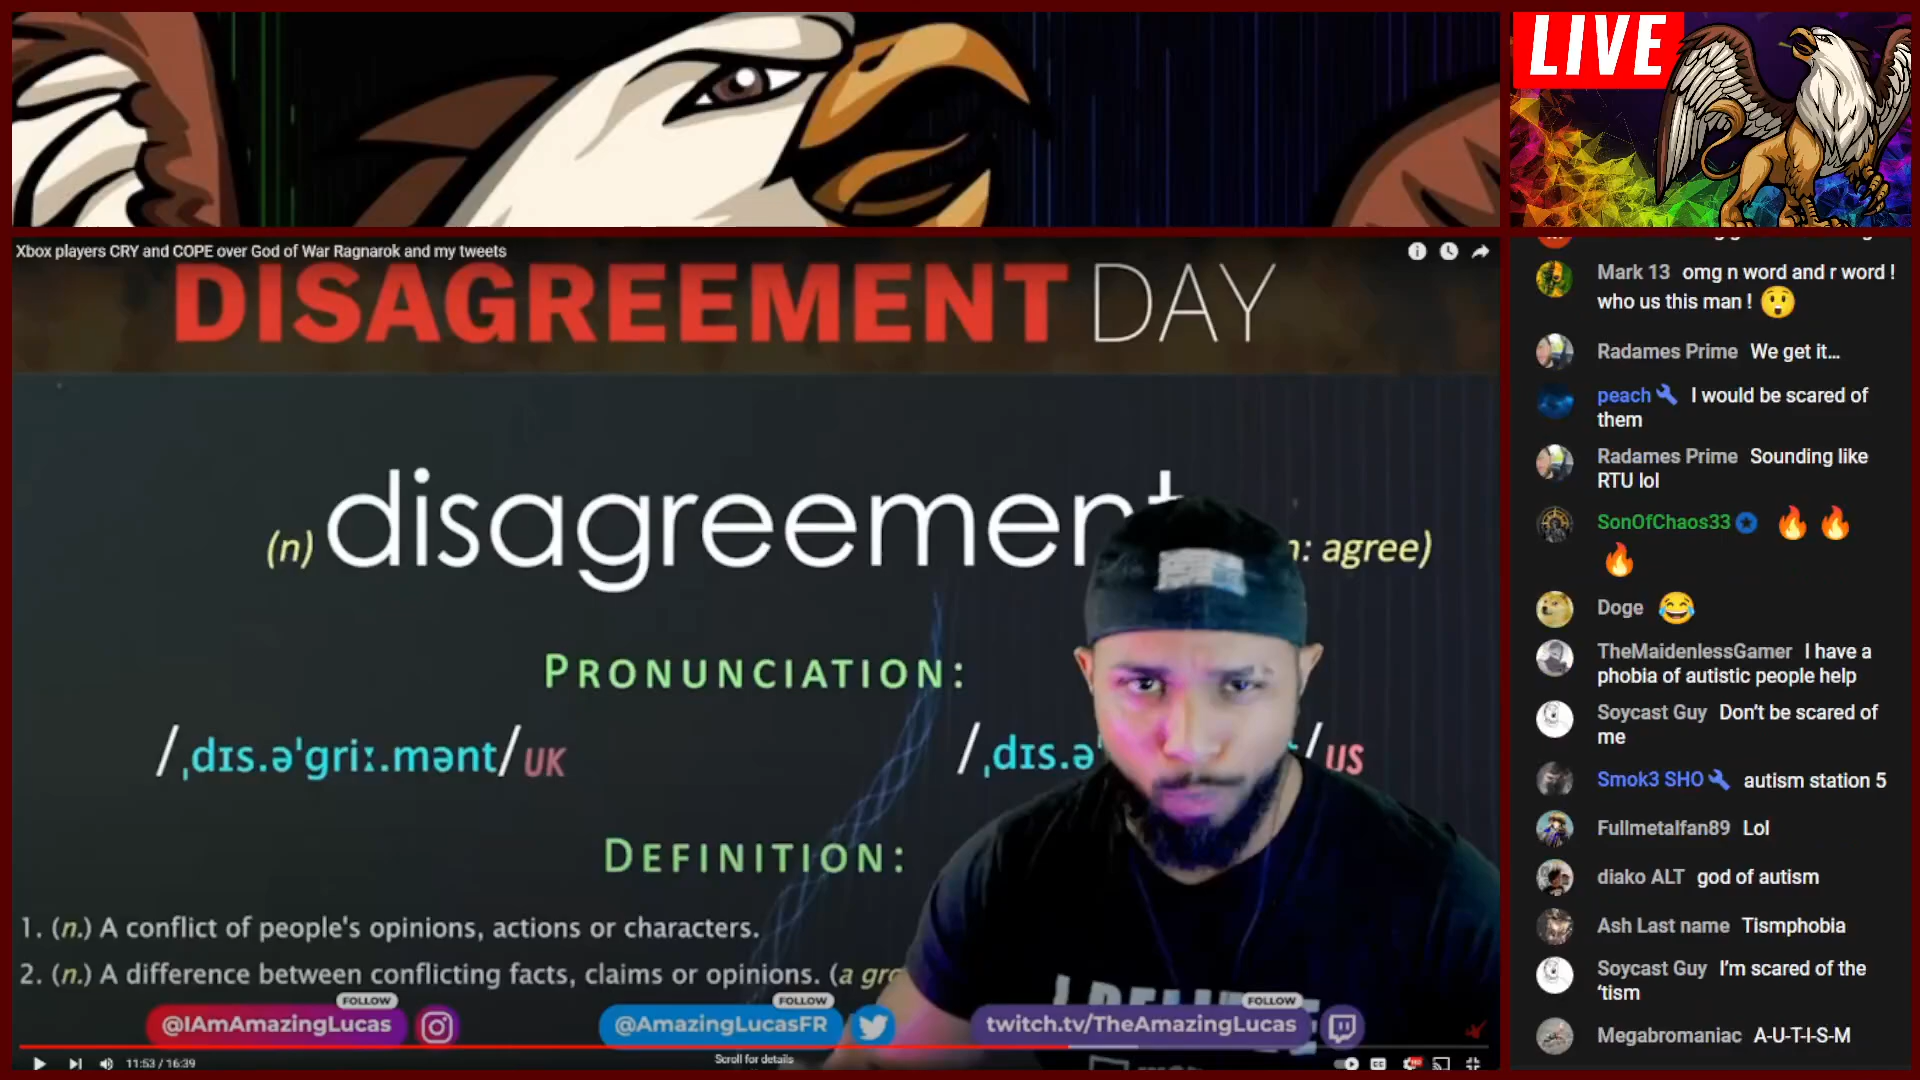 LIVE
Xbox players CRY and COPE over God of War Ragnarok and my tweets
DISAGREEMENT DAY
(n) disagreement
: agree)
PRONUNCIATION:
/ˌdɪs.ə'griː.mənt/UK
/ˌdɪs.ə'
/US
DEFINITION:
1. (n.) A conflict of people's opinions, actions or characters.
2. (n.) A difference between conflicting facts, claims or opinions. (a gr
FOLLOW
@IAmAmazingLucas
FOLLOW
@AmazingLucasFR
FOLLOW
twitch.tv/TheAmazingLucas
11:53 / 16:39
Scroll for details
Mark 13 omg n word and r word !
who us this man ! 😲
Radames Prime We get it…
peach I would be scared of
them
Radames Prime Sounding like
RTU lol
SonOfChaos33 🔥 🔥
🔥
Doge 😂
TheMaidenlessGamer I have a
phobia of autistic people help
Soycast Guy Don't be scared of
me
Smok3 SHO autism station 5
Fullmetalfan89 Lol
diako ALT god of autism
Ash Last name Tismphobia
Soycast Guy I'm scared of the
'tism
Megabromaniac A-U-T-I-S-M